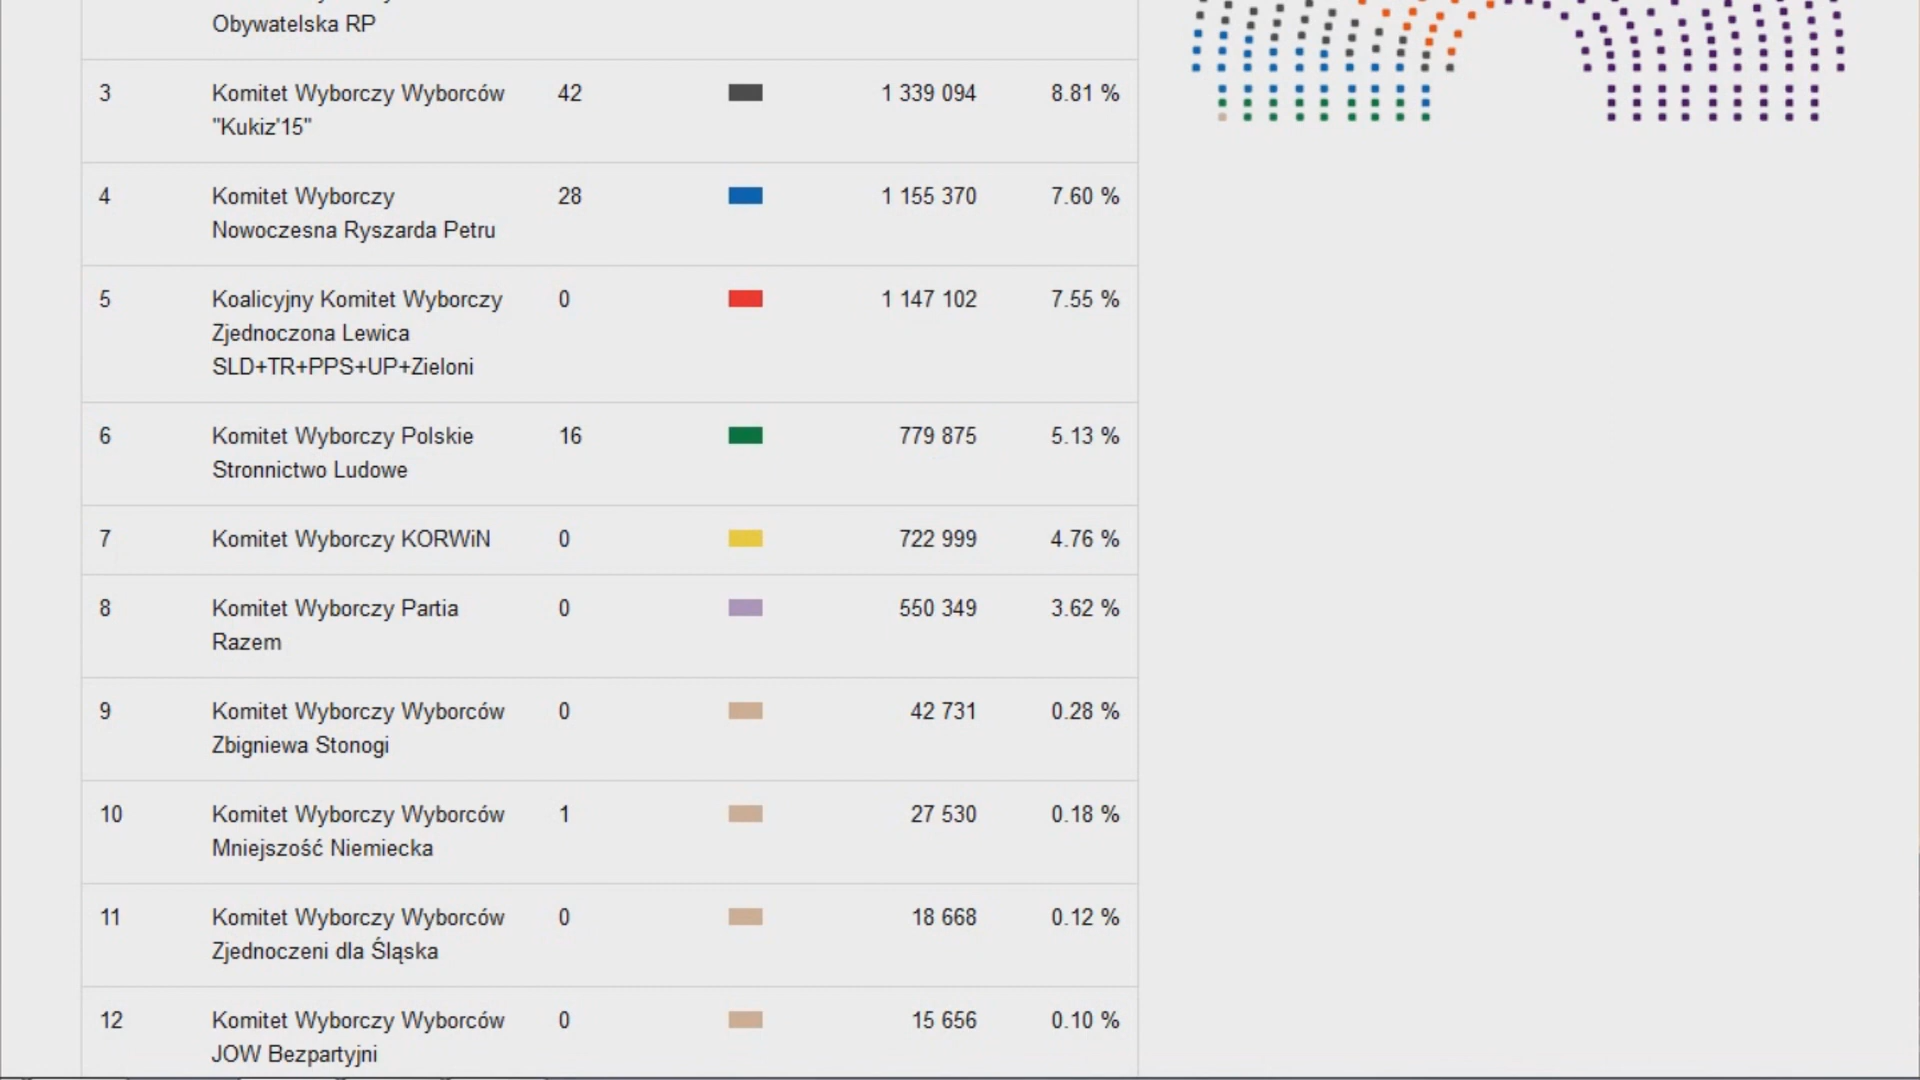 Obywatelska RP
3 Komitet Wyborczy Wyborców 42 1 339 094 8.81 %
"Kukiz'15"
4 Komitet Wyborczy 28 1 155 370 7.60 %
Nowoczesna Ryszarda Petru
5 Koalicyjny Komitet Wyborczy 0 1 147 102 7.55 %
Zjednoczona Lewica
SLD+TR+PPS+UP+Zieloni
6 Komitet Wyborczy Polskie 16 779 875 5.13 %
Stronnictwo Ludowe
7 Komitet Wyborczy KORWiN 0 722 999 4.76 %
8 Komitet Wyborczy Partia 0 550 349 3.62 %
Razem
9 Komitet Wyborczy Wyborców 0 42 731 0.28 %
Zbigniewa Stonogi
10 Komitet Wyborczy Wyborców 1 27 530 0.18 %
Mniejszość Niemiecka
11 Komitet Wyborczy Wyborców 0 18 668 0.12 %
Zjednoczeni dla Śląska
12 Komitet Wyborczy Wyborców 0 15 656 0.10 %
JOW Bezpartyjni